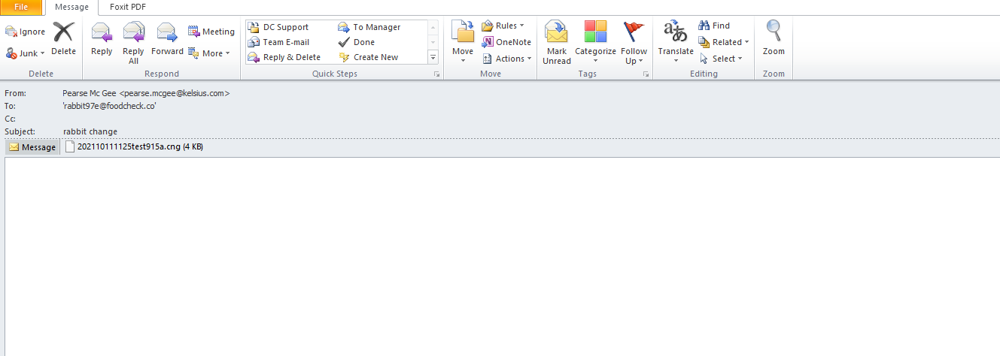 File Message Foxit PDF
Ignore
Junk
Delete
Delete
Reply
Reply All
Forward
Meeting
More
Respond
DC Support
To Manager
Team E-mail
Done
Reply & Delete
Create New
Quick Steps
Move
Rules
OneNote
Actions
Move
Mark Unread
Categorize
Follow Up
Tags
Translate
Find
Related
Select
Editing
Zoom
Zoom
From: Pearse Mc Gee <pearse.mcgee@kelsius.com>
To: 'rabbit97e@foodcheck.co'
Cc:
Subject: rabbit change
Message 202110111125test915a.cng (4 KB)